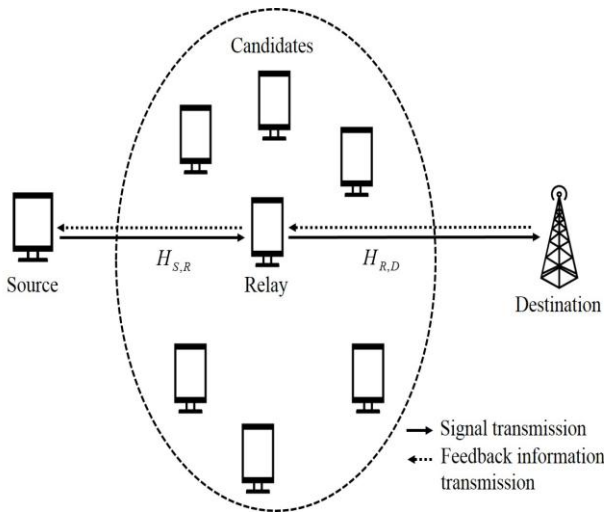 Candidates
H_{S,R}
H_{R,D}
Source
Relay
Destination
Signal transmission
Feedback information
transmission